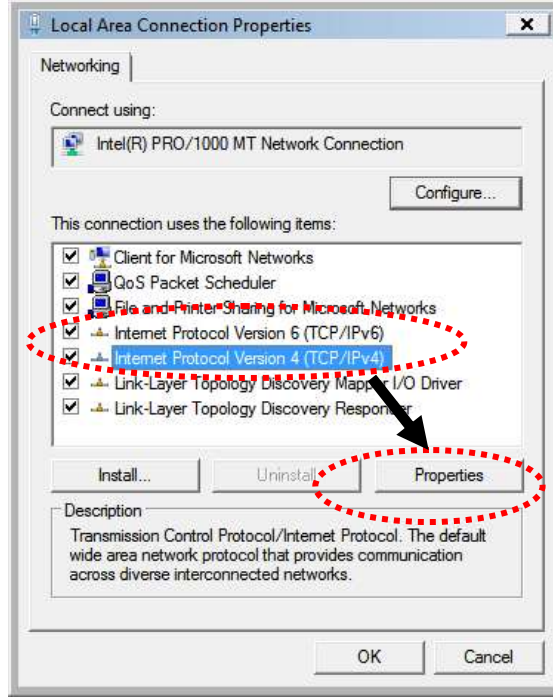 Local Area Connection Properties
Networking
Connect using:
Intel(R) PRO/1000 MT Network Connection
Configure...
This connection uses the following items:
Client for Microsoft Networks
QoS Packet Scheduler
File and Printer Sharing for Microsoft Networks
Internet Protocol Version 6 (TCP/IPv6)
Internet Protocol Version 4 (TCP/IPv4)
Link-Layer Topology Discovery Mapper I/O Driver
Link-Layer Topology Discovery Responder
Install... Uninstall Properties
Description
Transmission Control Protocol/Internet Protocol. The default
wide area network protocol that provides communication
across diverse interconnected networks.
OK Cancel